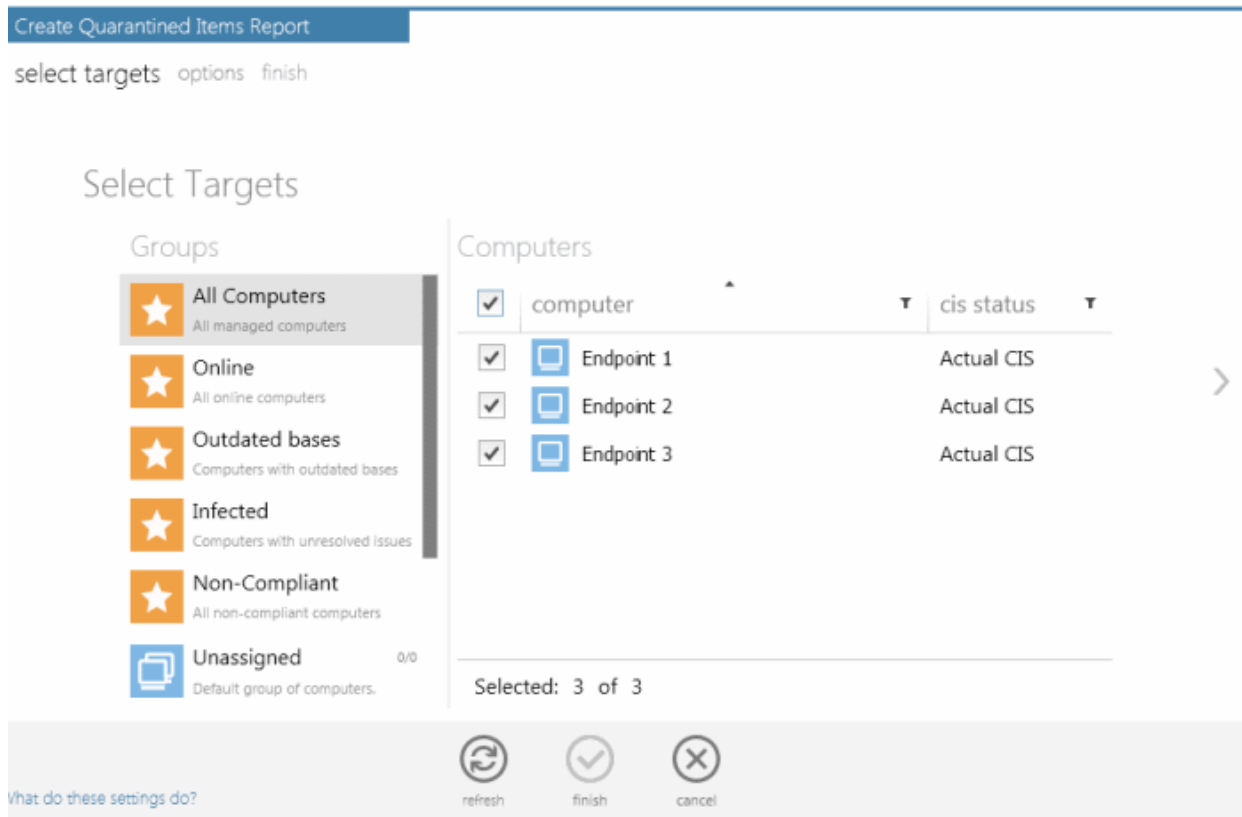 Create Quarantined Items Report
select targets options finish
Select Targets
Groups
All Computers
All managed computers
Online
All online computers
Outdated bases
Computers with outdated bases
Infected
Computers with unresolved issues
Non-Compliant
All non-compliant computers
Unassigned 0/0
Default group of computers.
Computers
computer cis status
Endpoint 1 Actual CIS
Endpoint 2 Actual CIS
Endpoint 3 Actual CIS
Selected: 3 of 3
refresh finish cancel
What do these settings do?